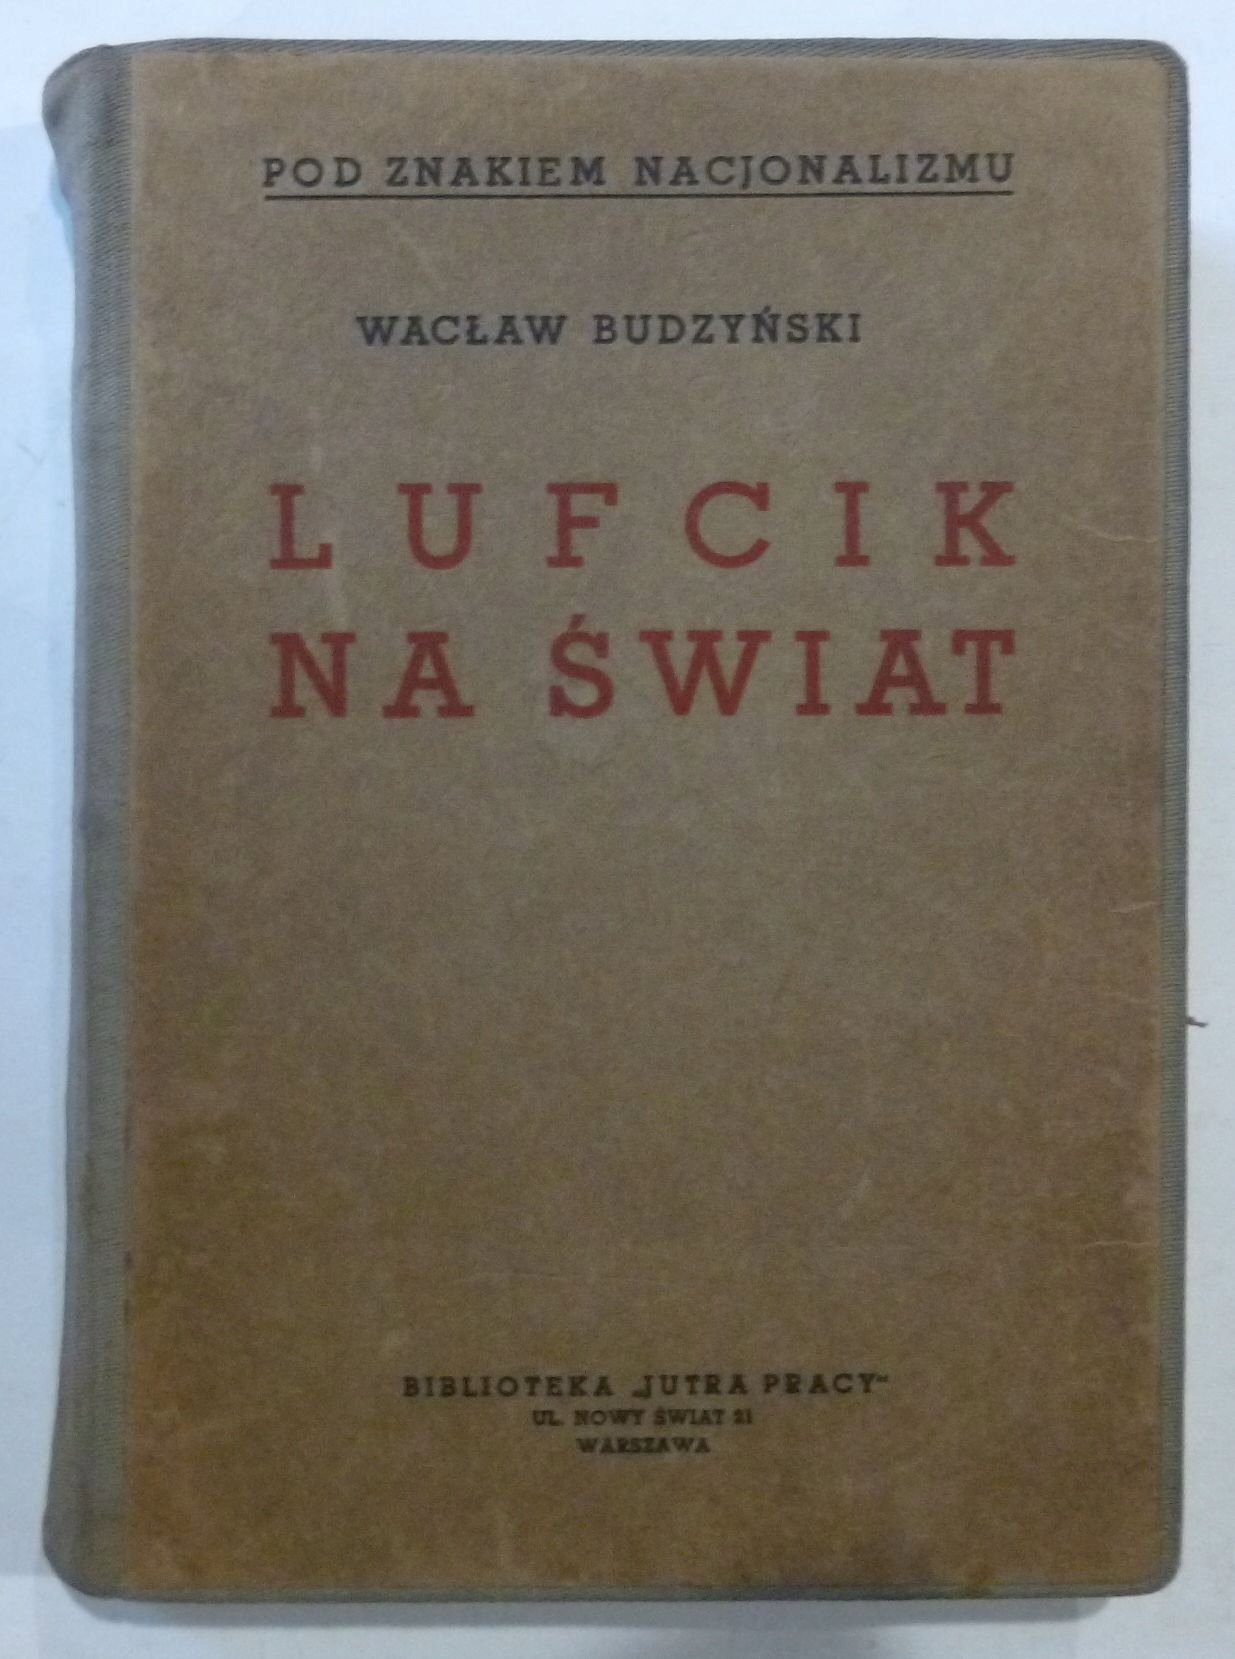 POD ZNAKIEM NACJONALIZMU
WACŁAW BUDZYŃSKI
LUFCIK
NA ŚWIAT
BIBLIOTEKA „JUTRA PRACY“
UL. NOWY ŚWIAT 21
WARSZAWA